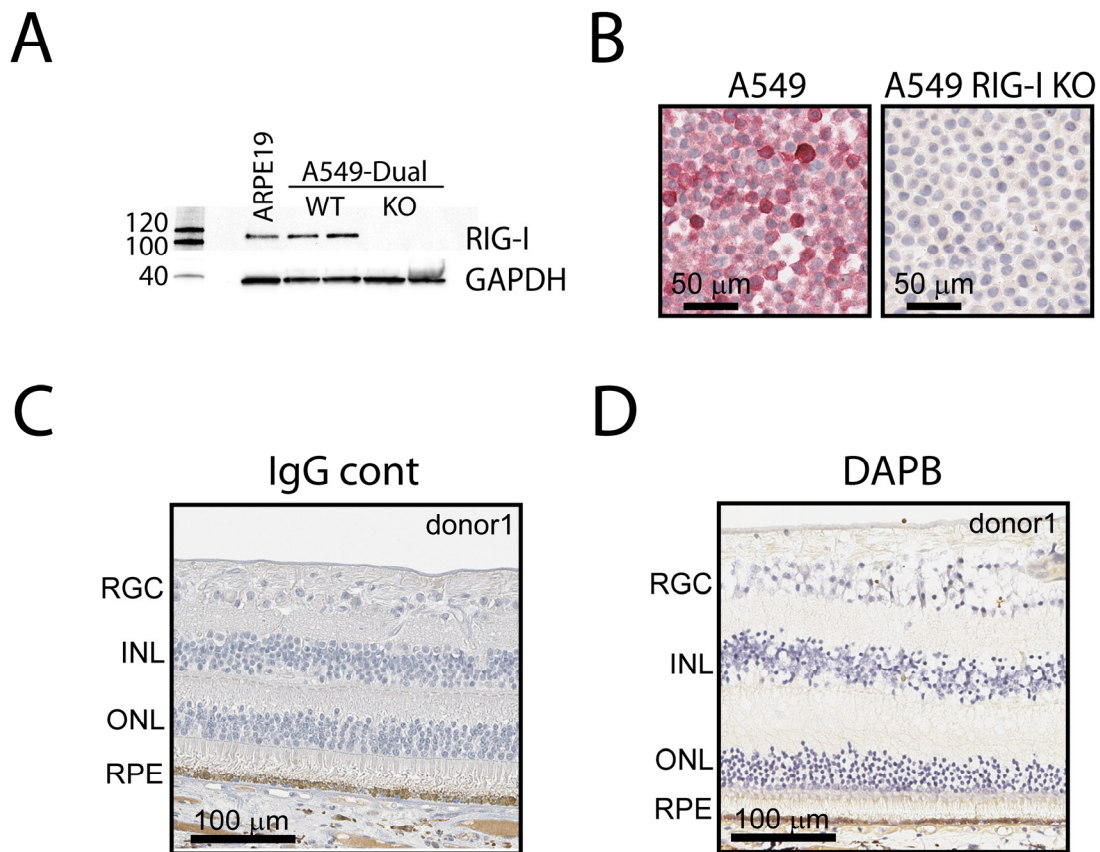 A
ARPE19
A549-Dual
WT KO
120
100
RIG-I
40
GAPDH
B
A549
A549 RIG-I KO
50 μm
50 μm
C
IgG cont
donor1
RGC
INL
ONL
RPE
100 μm
D
DAPB
donor1
RGC
INL
ONL
RPE
100 μm